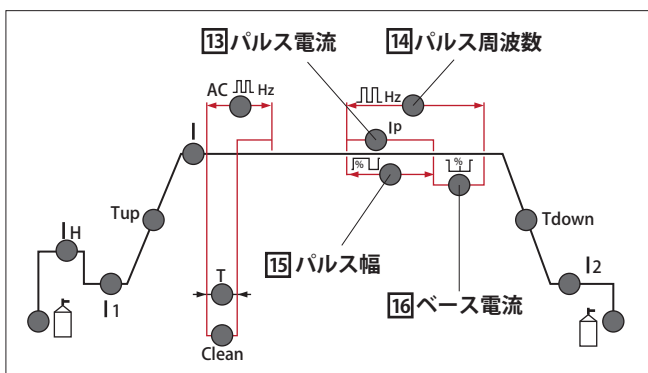 13 パルス電流
14 パルス周波数
AC Hz
Hz
I
Ip
%
%
Tup
Tdown
IH
I1
15 パルス幅
T
I2
16 ベース電流
Clean